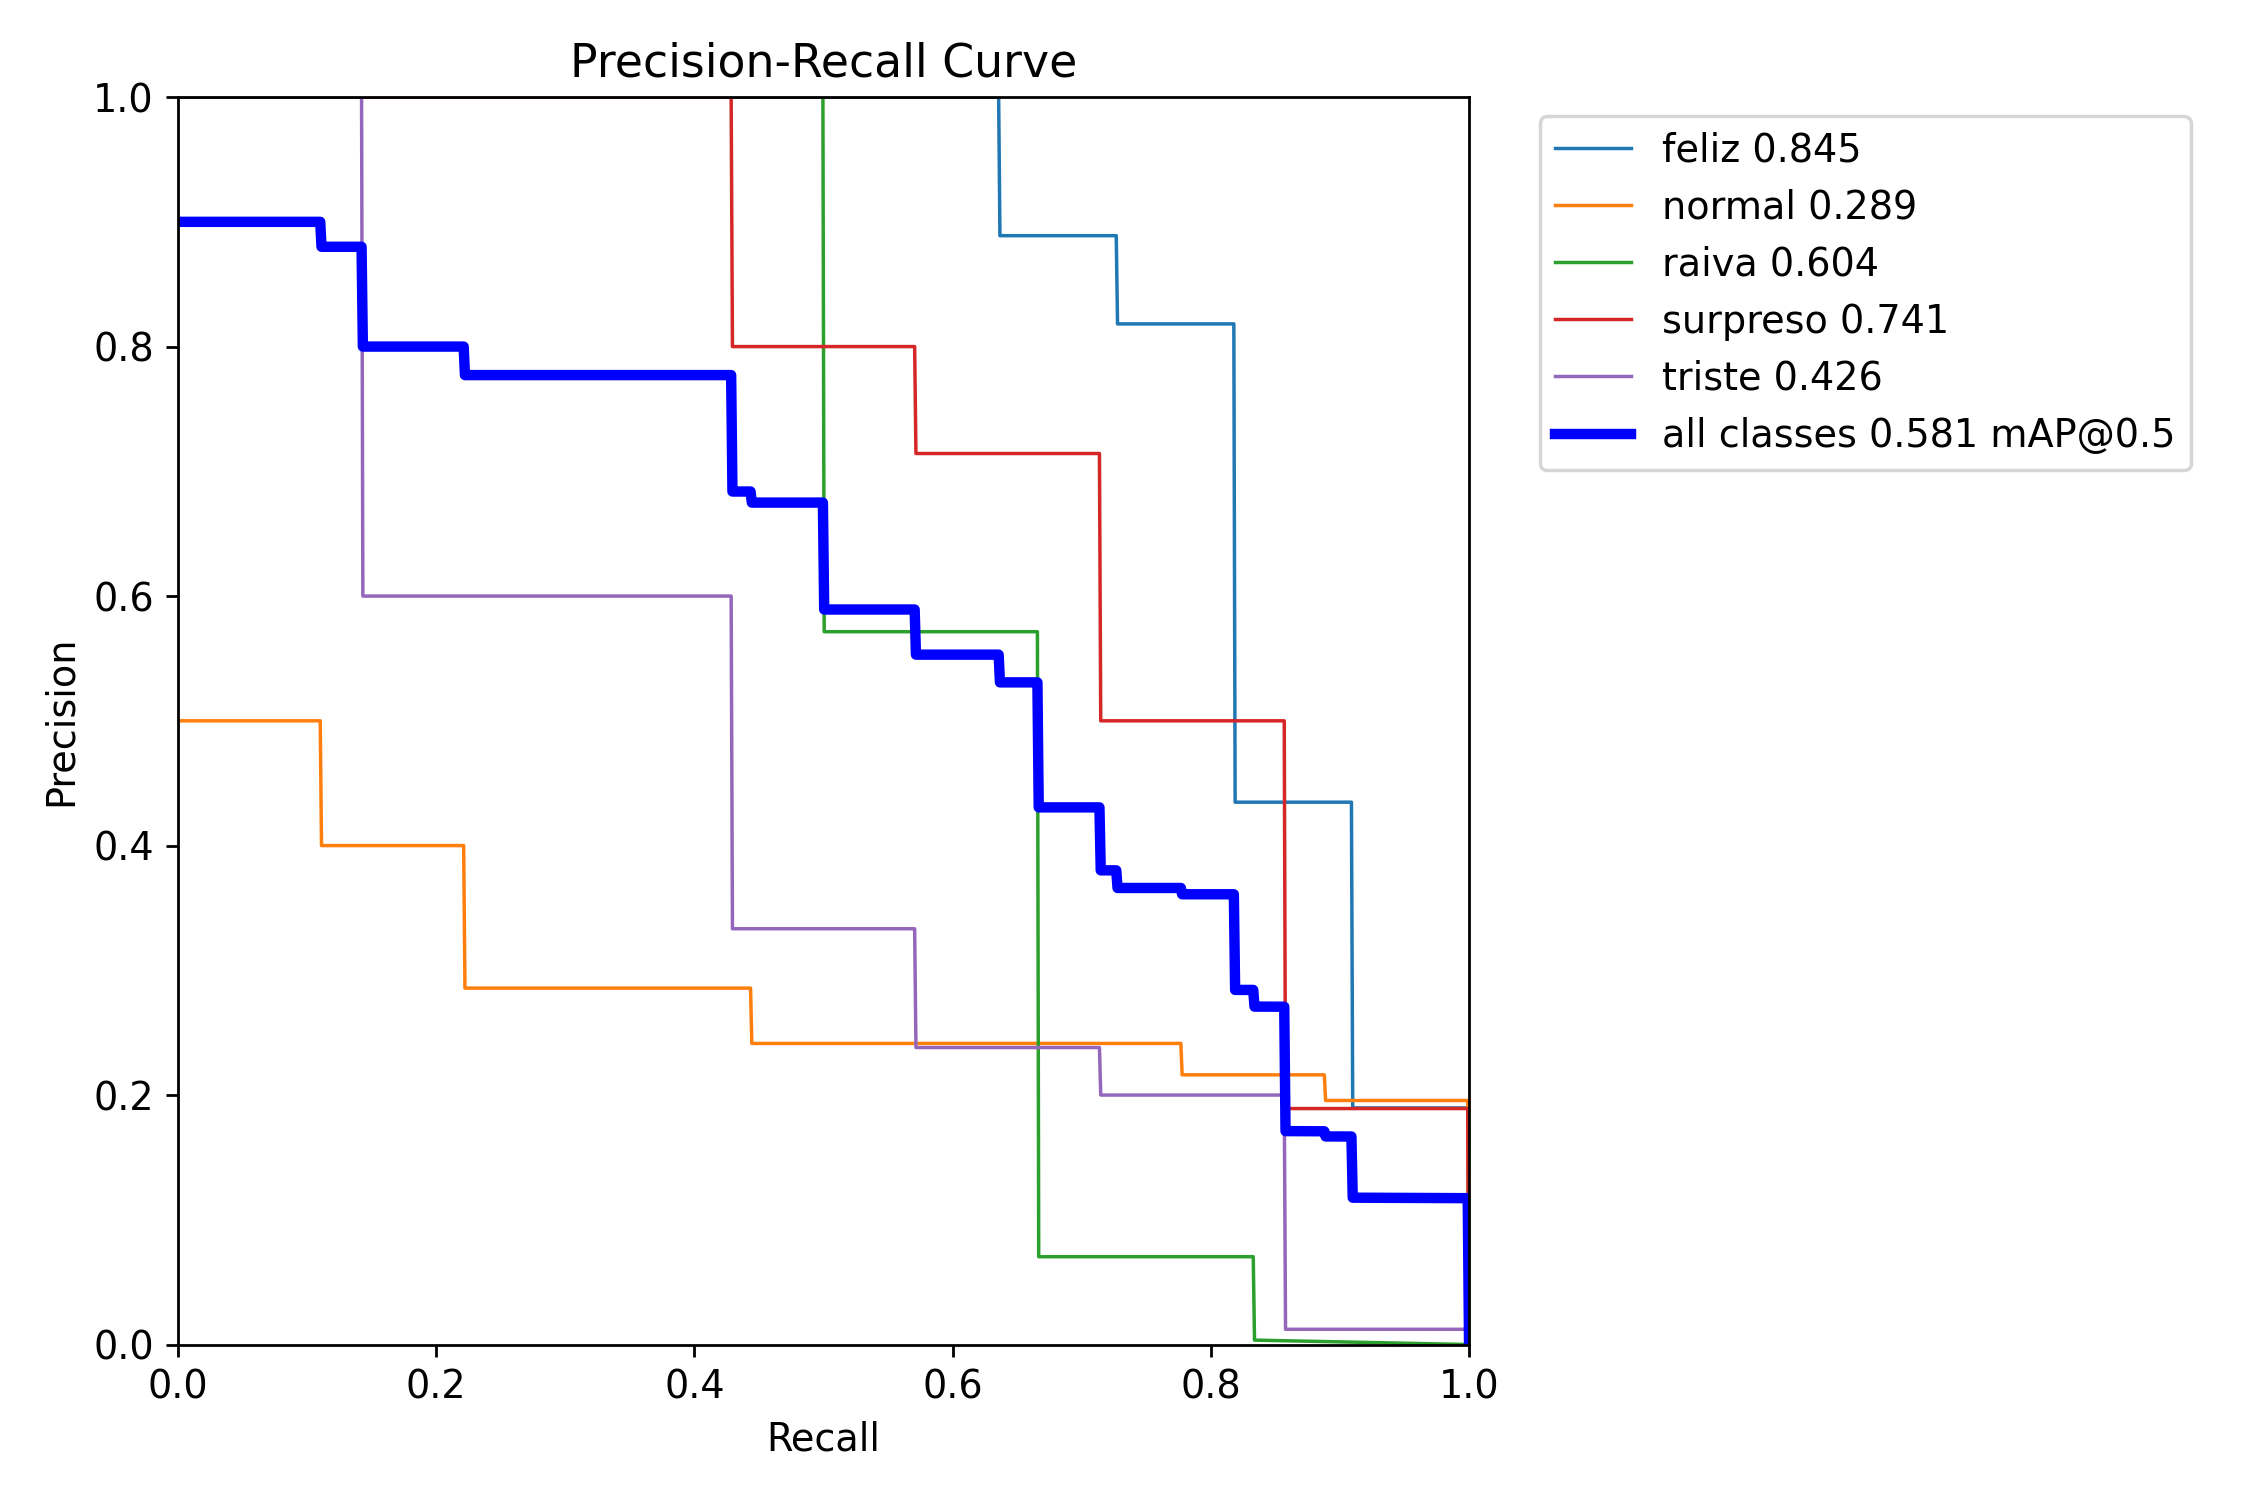 Precision-Recall Curve
1.0
0.8
0.6
0.4
0.2
0.0
Precision
0.0 0.2 0.4 0.6 0.8 1.0
Recall
feliz 0.845
normal 0.289
raiva 0.604
surpreso 0.741
triste 0.426
all classes 0.581 mAP@0.5